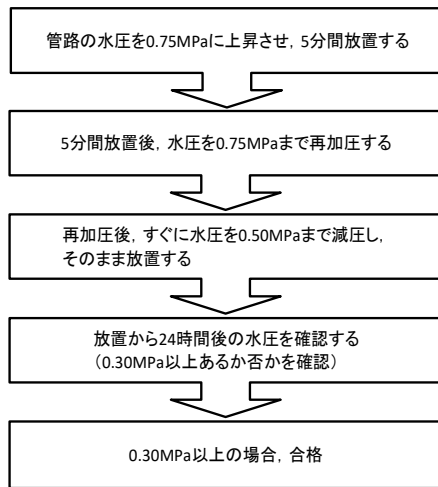 管路の水圧を0.75MPaに上昇させ，5分間放置する
5分間放置後，水圧を0.75MPaまで再加圧する
再加圧後，すぐに水圧を0.50MPaまで減圧し，
そのまま放置する
放置から24時間後の水圧を確認する
（0.30MPa以上あるか否かを確認）
0.30MPa以上の場合，合格